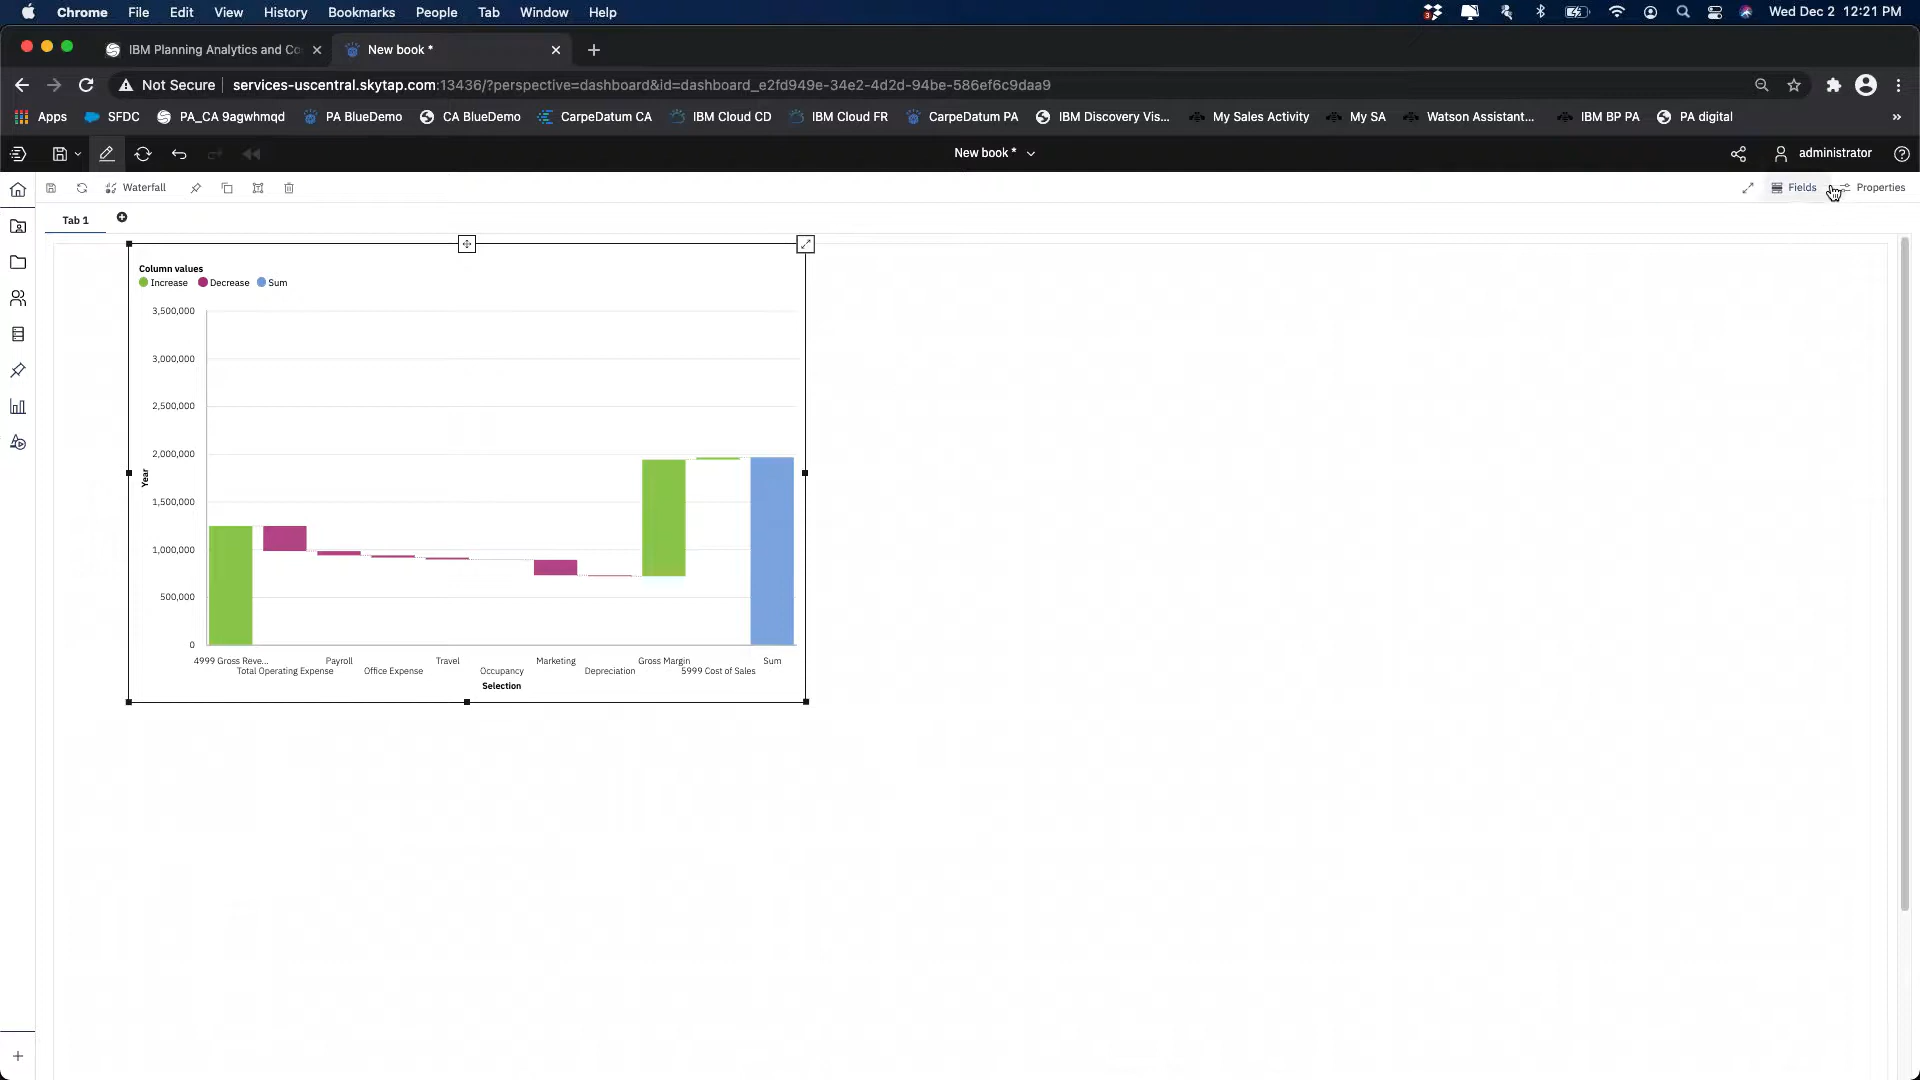 Chrome File Edit View History Bookmarks People Tab Window Help
3
Wed Dec 2 12:21 PM
IBM Planning Analytics and Co
New book *
Not Secure services-uscentral.skytap.com:13436/?perspective=dashboard&id=dashboard_e2fd949e-34e2-4d2d-94be-586ef6c9daa9
Apps SFDC PA_CA 9agwhmqd PA BlueDemo CA BlueDemo CarpeDatum CA IBM Cloud CD IBM Cloud FR CarpeDatum PA IBM Discovery Vis... My Sales Activity My SA Watson Assistant... IBM BP PA PA digital »
New book *
administrator
Waterfall
Fields Properties
Tab 1
Column values
Increase Decrease Sum
3,500,000
3,000,000
2,500,000
2,000,000
1,500,000
1,000,000
500,000
0
Year
4999 Gross Reve... Payroll Travel Marketing Gross Margin Sum
Total Operating Expense Office Expense Occupancy Depreciation 5999 Cost of Sales
Selection